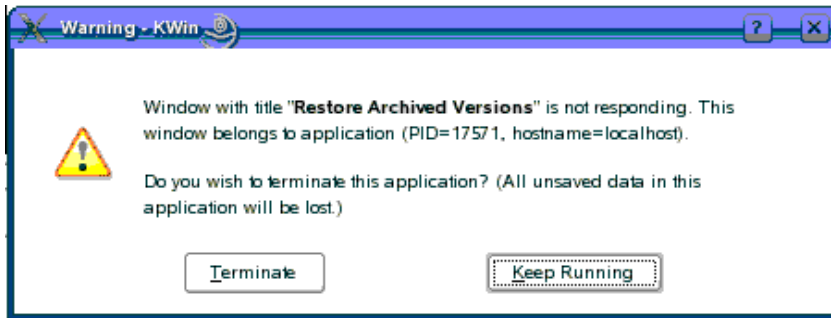 Warning - KWin
Window with title "Restore Archived Versions" is not responding. This
window belongs to application (PID=17571, hostname=localhost).
Do you wish to terminate this application? (All unsaved data in this
application will be lost.)
Terminate
Keep Running